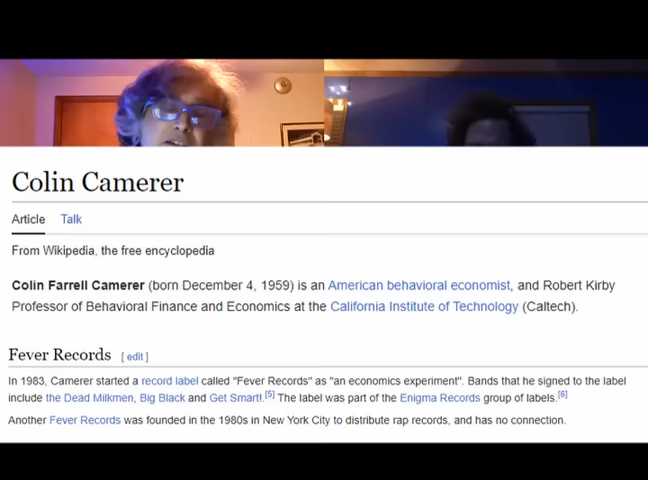 Colin Camerer
Article Talk
From Wikipedia, the free encyclopedia
Colin Farrell Camerer (born December 4, 1959) is an American behavioral economist, and Robert Kirby
Professor of Behavioral Finance and Economics at the California Institute of Technology (Caltech).
Fever Records [ edit ]
In 1983, Camerer started a record label called "Fever Records" as "an economics experiment". Bands that he signed to the label
include the Dead Milkmen, Big Black and Get Smart!.[5] The label was part of the Enigma Records group of labels.[6]
Another Fever Records was founded in the 1980s in New York City to distribute rap records, and has no connection.